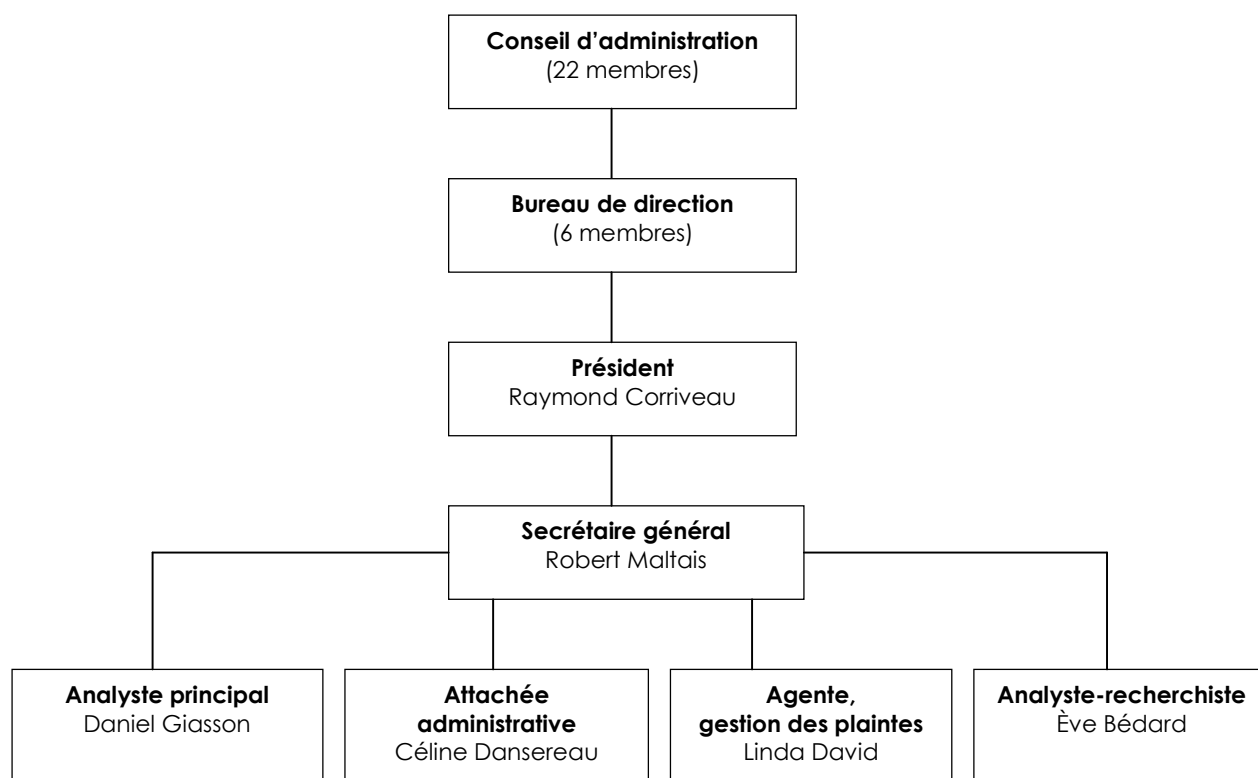 Conseil d’administration
(22 membres)
Bureau de direction
(6 membres)
Président
Raymond Corriveau
Secrétaire général
Robert Maltais
Analyste principal
Daniel Giasson
Attachée
administrative
Céline Dansereau
Agente,
gestion des plaintes
Linda David
Analyste-recherchiste
Ève Bédard